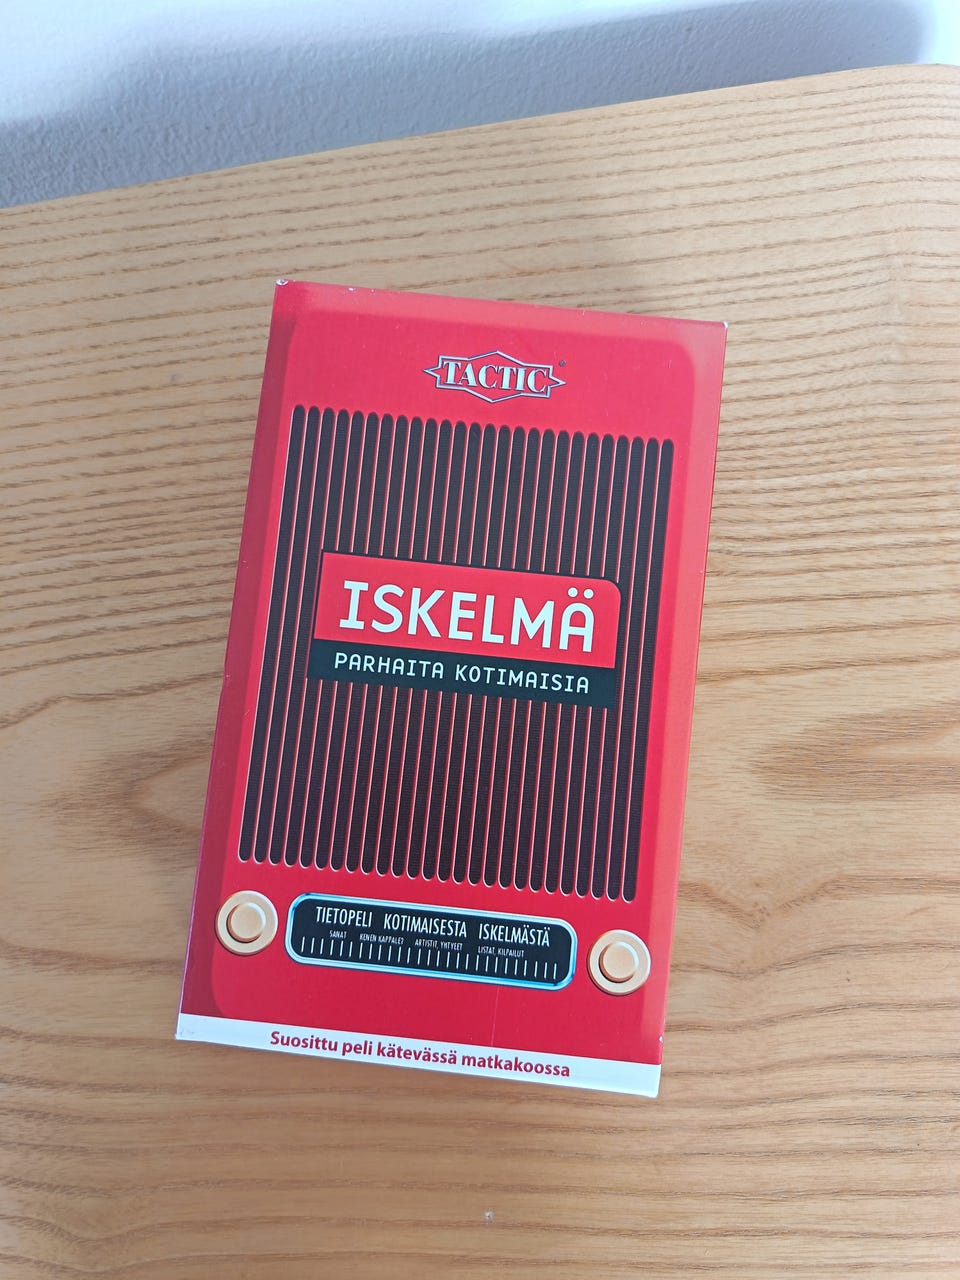 TACTIC
ISKELMÄ
PARHAITA KOTIMAISIA
TIETOPELI KOTIMAISESTA ISKELMÄSTÄ
SANAT KENEN KAPPALE? ARTISTIT, YHTYEET LISTAT, KILPAILUT
Suosittu peli kätevässä matkakoossa